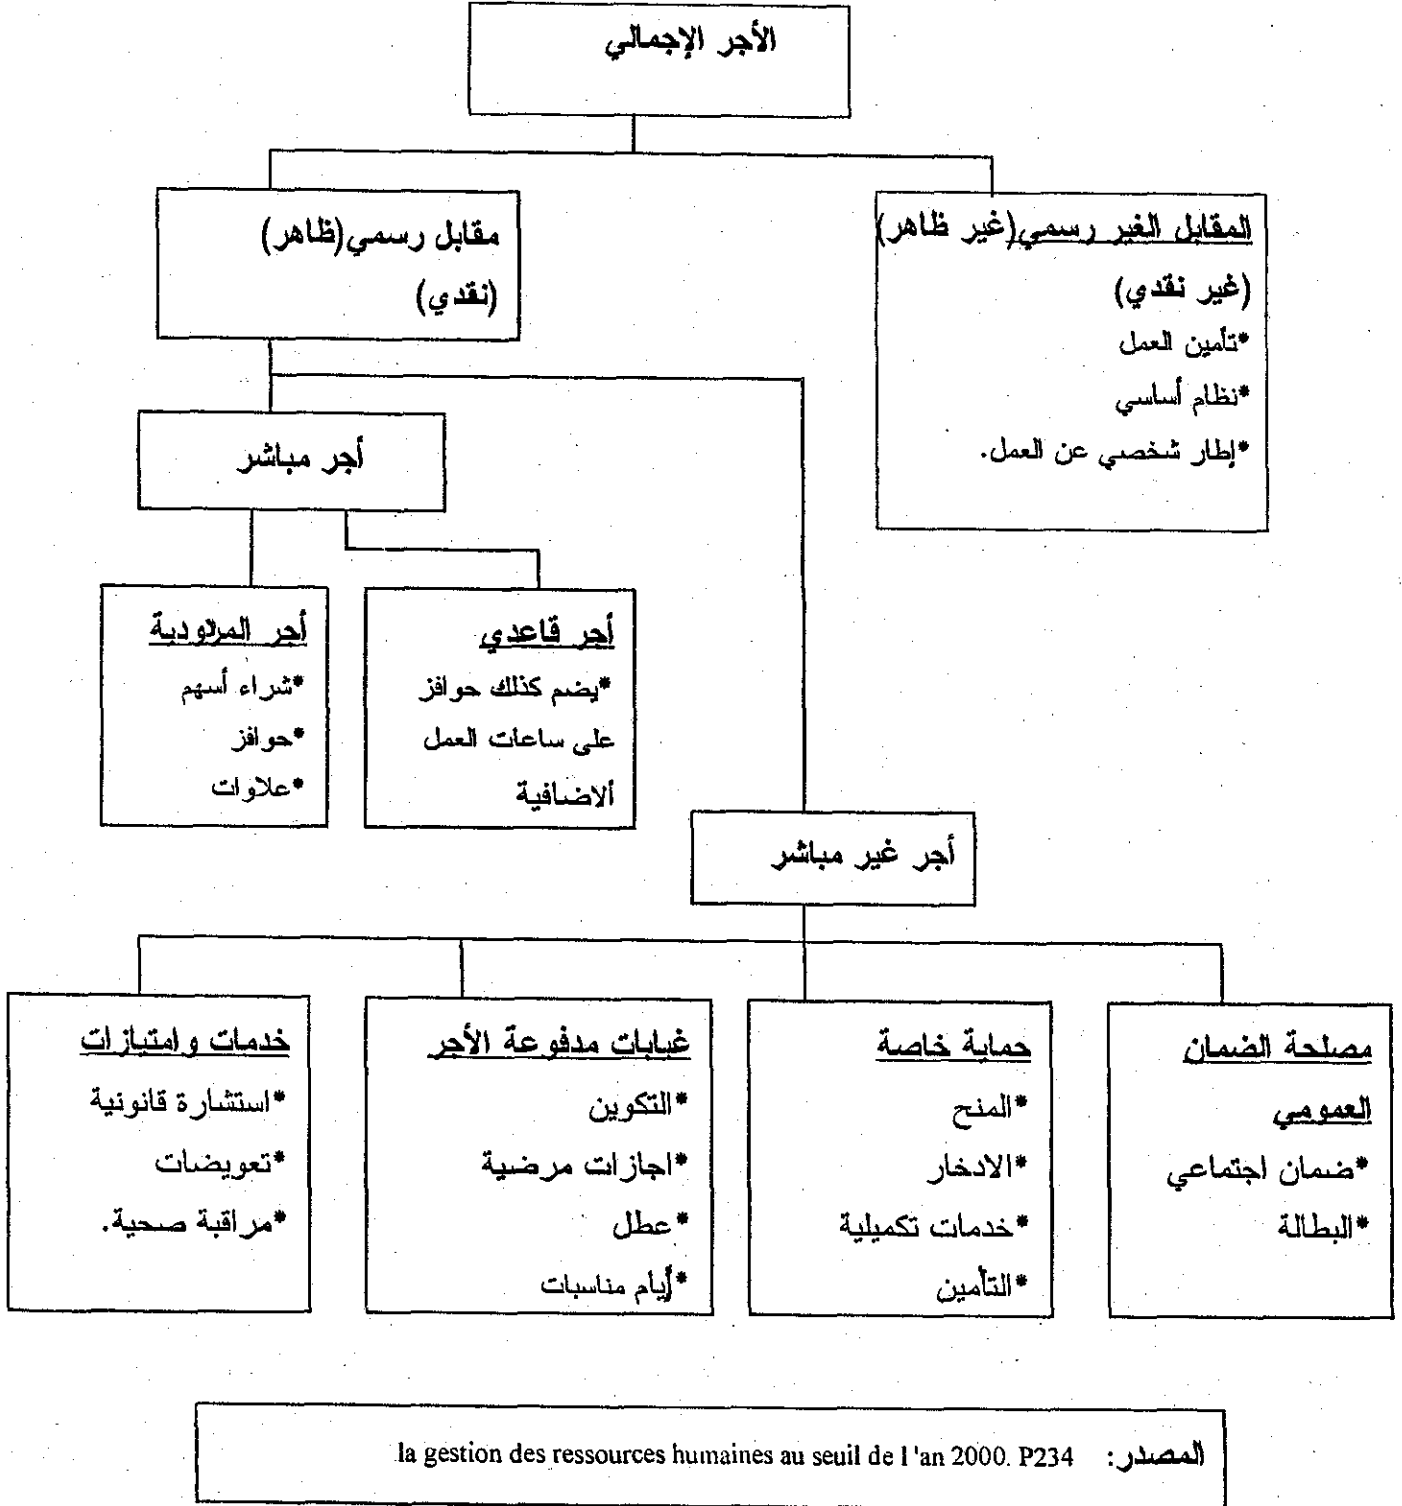 الأجر الإجمالي
المقابل الغير رسمي(غير ظاهر)
(غير نقدي)
*تأمين العمل
*نظام أساسي
*إطار شخصي عن العمل.
مقابل رسمي(ظاهر)
(نقدي)
أجر مباشر
أجر قاعدي
*يضم كذلك حوافز
على ساعات العمل
ألاضافية
أجر المردودية
*شراء أسهم
*حوافز
*علاوات
أجر غير مباشر
مصلحة الضمان
العمومي
*ضمان اجتماعي
*البطالة
حماية خاصة
*المنح
*الادخار
*خدمات تكميلية
*التأمين
غيابات مدفوعة الأجر
*التكوين
*اجازات مرضية
*عطل
*أيام مناسبات
خدمات وامتيازات
*استشارة قانونية
*تعويضات
*مراقبة صحية.
المصدر: la gestion des ressources humaines au seuil de l 'an 2000. P234